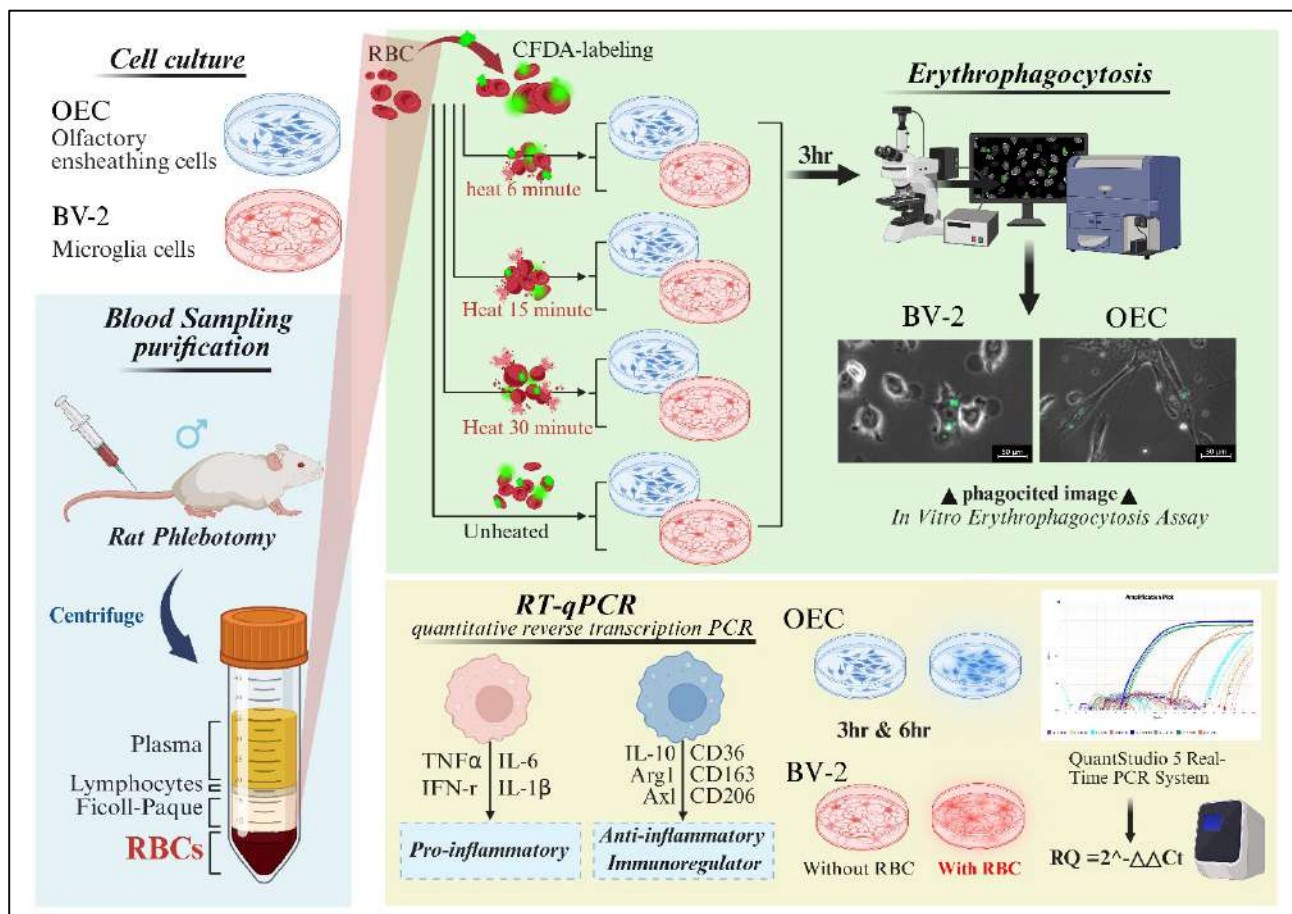 Cell culture
OEC
Olfactory
ensheathing cells
BV-2
Microglia cells
Blood Sampling
purification
Rat Phlebotomy
Centrifuge
Plasma
Lymphocytes
Ficoll-Paque
RBCs
RBC
CFDA-labeling
heat 6 minute
Heat 15 minute
Heat 30 minute
Unheated
3hr
Erythrophagocytosis
BV-2
OEC
50 µm
50 µm
▲ phagocited image ▲
In Vitro Erythrophagocytosis Assay
RT-qPCR
quantitative reverse transcription PCR
TNFα IL-6
IFN-r IL-1β
Pro-inflammatory
IL-10 CD36
Arg1 CD163
Axl CD206
Anti-inflammatory
Immunoregulator
OEC
3hr & 6hr
BV-2
Without RBC
With RBC
Amplification Plot
QuantStudio 5 Real-
Time PCR System
RQ =2^-△△Ct